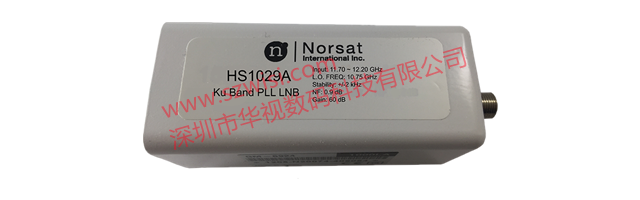 n Norsat
International Inc.
HS1029A
Ku Band PLL LNB
Input: 11.70 ~ 12.20 GHz
L.O. FREQ: 10.75 GHz
Stability: +/-2 kHz
NF: 0.9 dB
Gain: 60 dB
深圳市华视数码科技有限公司